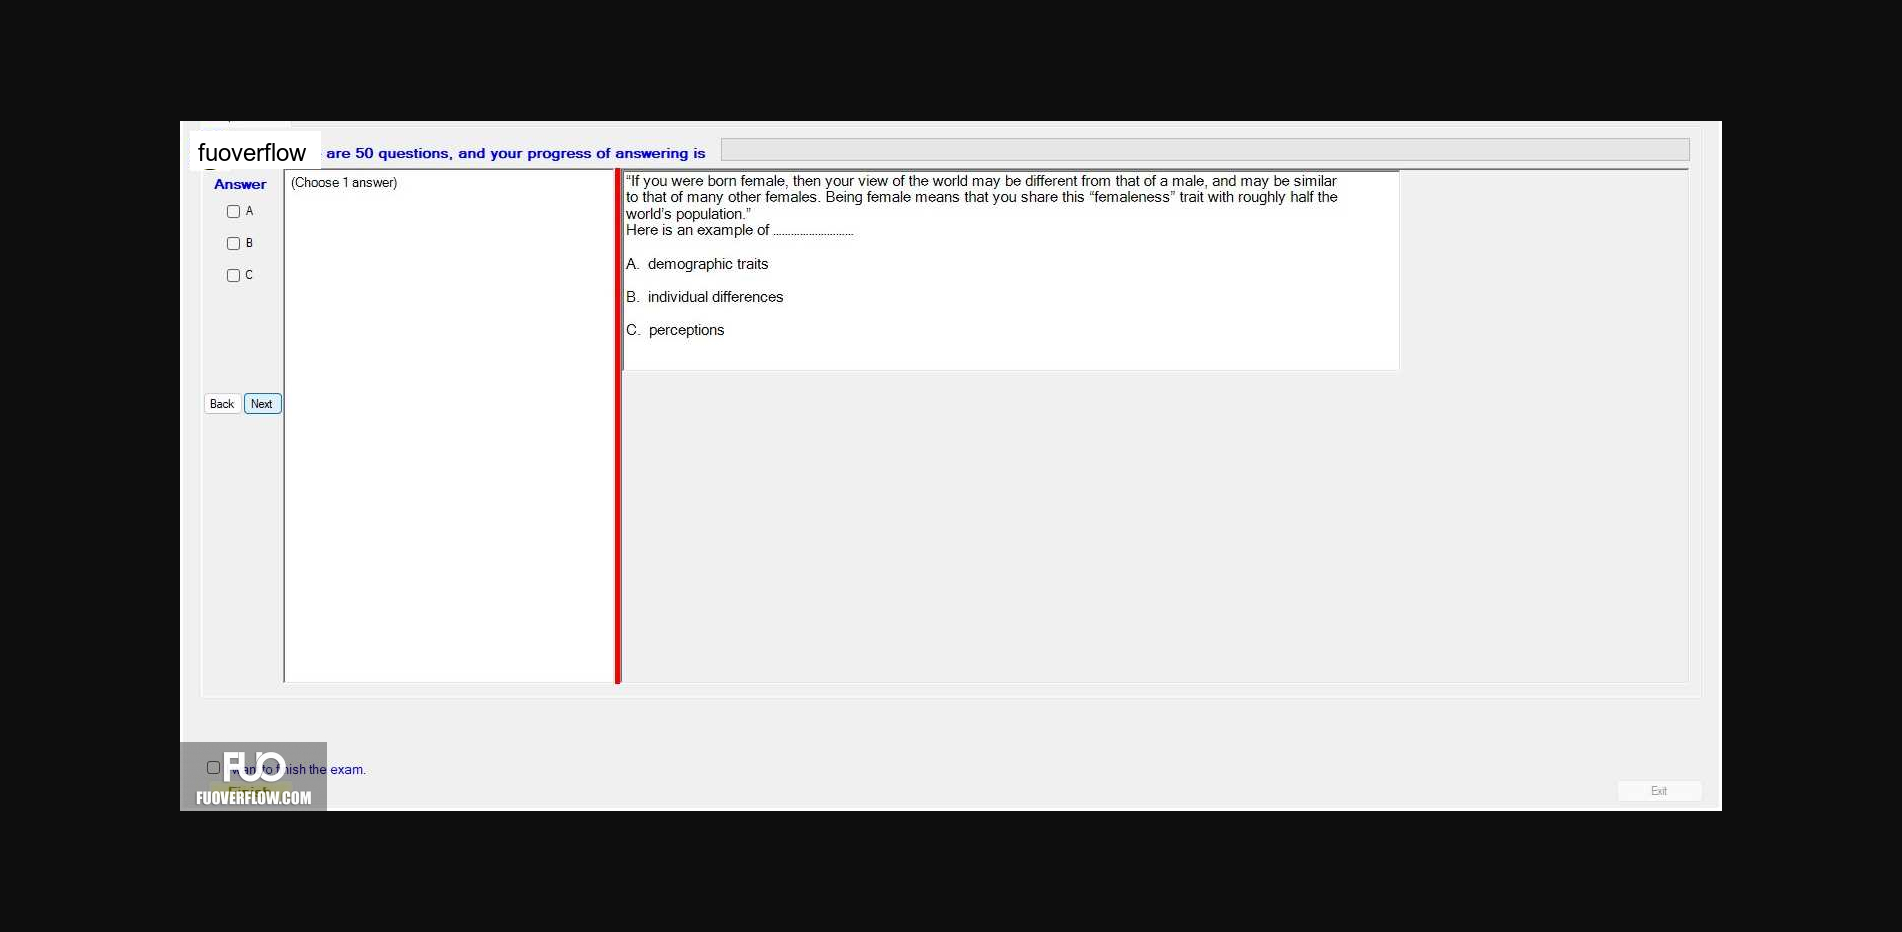 fuoverflow are 50 questions, and your progress of answering is
Answer
(Choose 1 answer)
A
B
C
Back Next
“If you were born female, then your view of the world may be different from that of a male, and may be similar
to that of many other females. Being female means that you share this “femaleness” trait with roughly half the
world’s population.”
Here is an example of ...........................
A. demographic traits
B. individual differences
C. perceptions
FUO
want to finish the exam.
Finish
FUOVERFLOW.COM
Exit